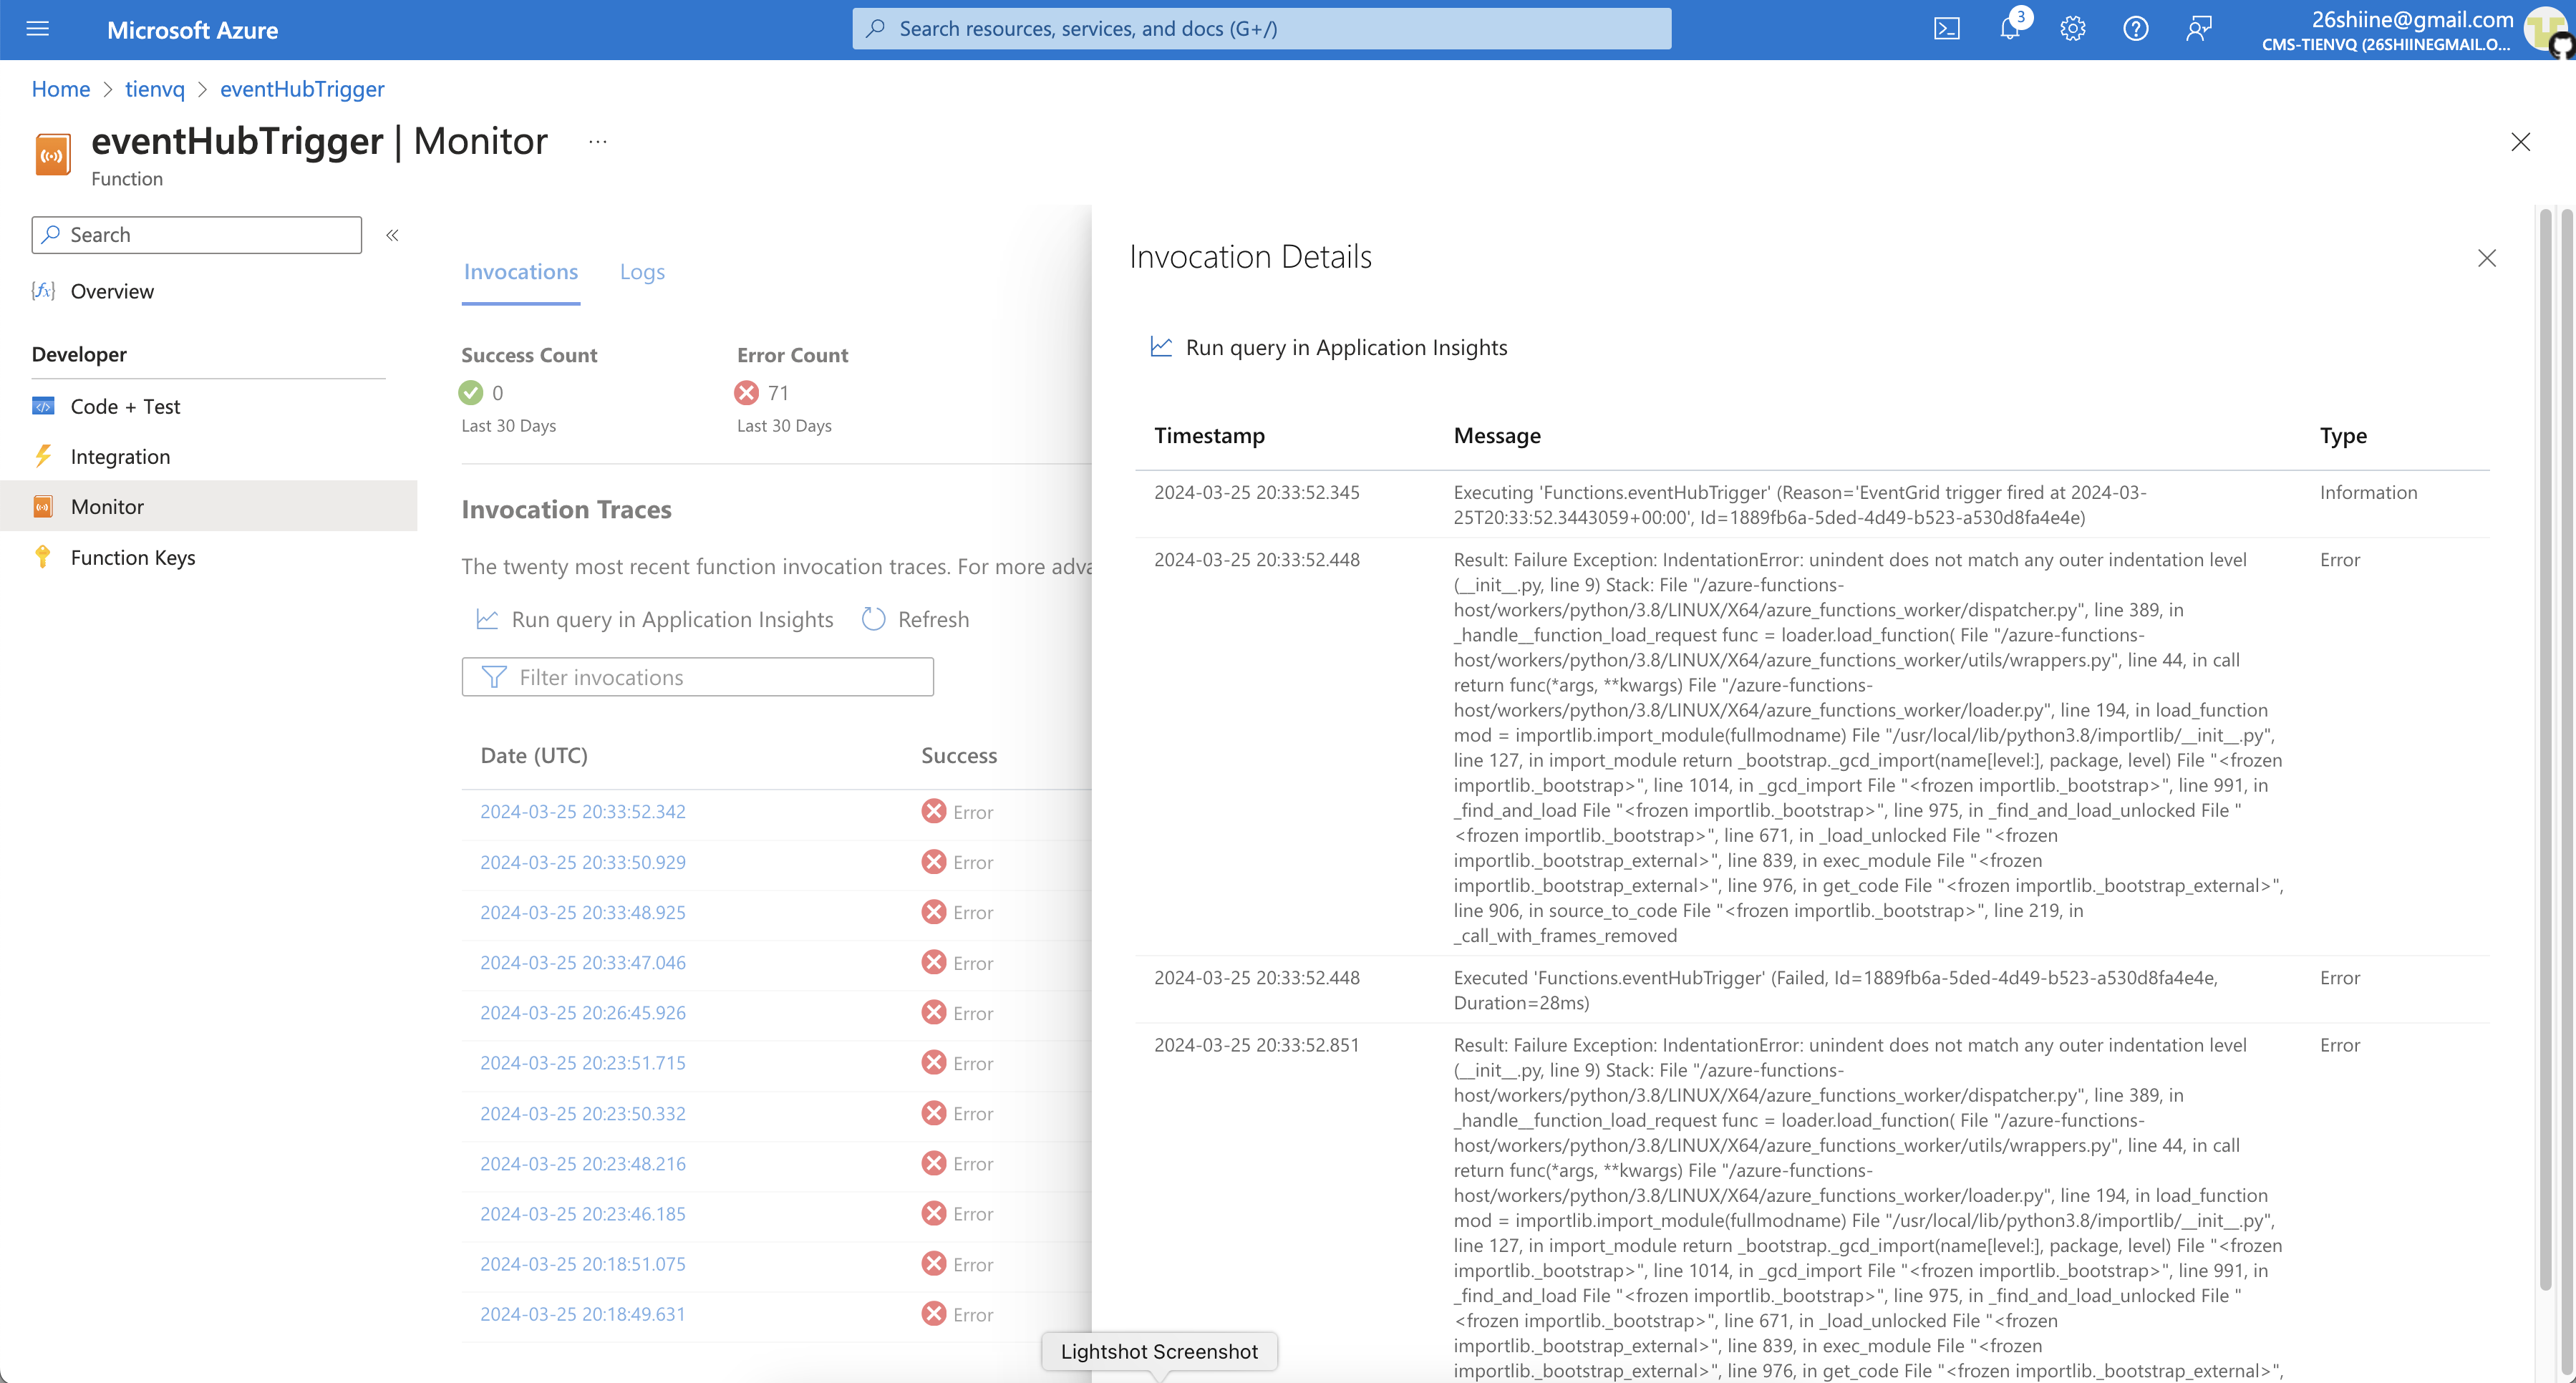 Microsoft Azure
Search resources, services, and docs (G+/)
3
26shiine@gmail.com
CMS-TIENVQ (26SHIINEGMAIL.O...
Home > tienvq > eventHubTrigger
eventHubTrigger | Monitor ...
Function
Search
«
Overview
Developer
Code + Test
Integration
Monitor
Function Keys
Invocations
Logs
Success Count
Error Count
0
71
Last 30 Days
Last 30 Days
Invocation Traces
The twenty most recent function invocation traces. For more adva
Run query in Application Insights
Refresh
Filter invocations
Date (UTC)
Success
2024-03-25 20:33:52.342
Error
2024-03-25 20:33:50.929
Error
2024-03-25 20:33:48.925
Error
2024-03-25 20:33:47.046
Error
2024-03-25 20:26:45.926
Error
2024-03-25 20:23:51.715
Error
2024-03-25 20:23:50.332
Error
2024-03-25 20:23:48.216
Error
2024-03-25 20:23:46.185
Error
2024-03-25 20:18:51.075
Error
2024-03-25 20:18:49.631
Error
Lightshot Screenshot
Invocation Details
Run query in Application Insights
Timestamp
Message
Type
2024-03-25 20:33:52.345
Executing 'Functions.eventHubTrigger' (Reason='EventGrid trigger fired at 2024-03-
25T20:33:52.3443059+00:00', Id=1889fb6a-5ded-4d49-b523-a530d8fa4e4e)
Information
2024-03-25 20:33:52.448
Result: Failure Exception: IndentationError: unindent does not match any outer indentation level
(__init__.py, line 9) Stack: File "/azure-functions-
host/workers/python/3.8/LINUX/X64/azure_functions_worker/dispatcher.py", line 389, in
_handle__function_load_request func = loader.load_function( File "/azure-functions-
host/workers/python/3.8/LINUX/X64/azure_functions_worker/utils/wrappers.py", line 44, in call
return func(*args, **kwargs) File "/azure-functions-
host/workers/python/3.8/LINUX/X64/azure_functions_worker/loader.py", line 194, in load_function
mod = importlib.import_module(fullmodname) File "/usr/local/lib/python3.8/importlib/__init__.py",
line 127, in import_module return _bootstrap._gcd_import(name[level:], package, level) File "<frozen
importlib._bootstrap>", line 1014, in _gcd_import File "<frozen importlib._bootstrap>", line 991, in
_find_and_load File "<frozen importlib._bootstrap>", line 975, in _find_and_load_unlocked File "
<frozen importlib._bootstrap>", line 671, in _load_unlocked File "<frozen
importlib._bootstrap_external>", line 839, in exec_module File "<frozen
importlib._bootstrap_external>", line 976, in get_code File "<frozen importlib._bootstrap_external>",
line 906, in source_to_code File "<frozen importlib._bootstrap>", line 219, in
_call_with_frames_removed
Error
2024-03-25 20:33:52.448
Executed 'Functions.eventHubTrigger' (Failed, Id=1889fb6a-5ded-4d49-b523-a530d8fa4e4e,
Duration=28ms)
Error
2024-03-25 20:33:52.851
Result: Failure Exception: IndentationError: unindent does not match any outer indentation level
(__init__.py, line 9) Stack: File "/azure-functions-
host/workers/python/3.8/LINUX/X64/azure_functions_worker/dispatcher.py", line 389, in
_handle__function_load_request func = loader.load_function( File "/azure-functions-
host/workers/python/3.8/LINUX/X64/azure_functions_worker/utils/wrappers.py", line 44, in call
return func(*args, **kwargs) File "/azure-functions-
host/workers/python/3.8/LINUX/X64/azure_functions_worker/loader.py", line 194, in load_function
mod = importlib.import_module(fullmodname) File "/usr/local/lib/python3.8/importlib/__init__.py",
line 127, in import_module return _bootstrap._gcd_import(name[level:], package, level) File "<frozen
importlib._bootstrap>", line 1014, in _gcd_import File "<frozen importlib._bootstrap>", line 991, in
_find_and_load File "<frozen importlib._bootstrap>", line 975, in _find_and_load_unlocked File "
<frozen importlib._bootstrap>", line 671, in _load_unlocked File "<frozen
importlib._bootstrap_external>", line 839, in exec_module File "<frozen
importlib._bootstrap_external>", line 976, in get_code File "<frozen importlib._bootstrap_external>",
Error